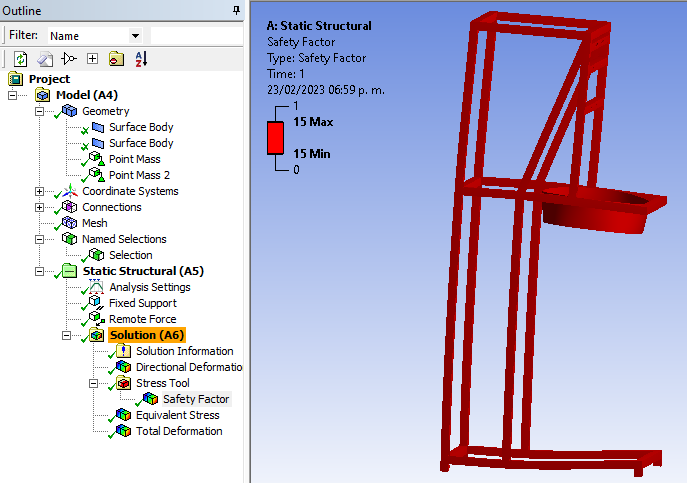 Outline
Filter: Name
Project
Model (A4)
Geometry
Surface Body
Surface Body
Point Mass
Point Mass 2
Coordinate Systems
Connections
Mesh
Named Selections
Selection
Static Structural (A5)
Analysis Settings
Fixed Support
Remote Force
Solution (A6)
Solution Information
Directional Deformatio
Stress Tool
Safety Factor
Equivalent Stress
Total Deformation
A: Static Structural
Safety Factor
Type: Safety Factor
Time: 1
23/02/2023 06:59 p. m.
1
15 Max
15 Min
0